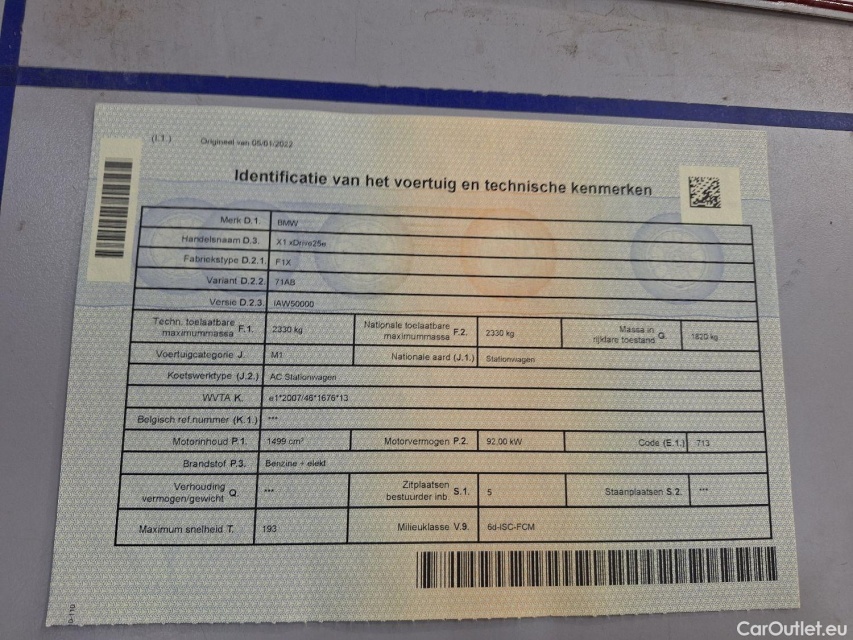 (I.1.) Origineel van 05/01/2022
Identificatie van het voertuig en technische kenmerken
Merk D.1. BMW
Handelsnaam D.3. X1 xDrive25e
Fabriekstype D.2.1. F1X
Variant D.2.2. 71AB
Versie D.2.3. IAW50000
Techn. toelaatbare maximummassa F.1. 2330 kg Nationale toelaatbare maximummassa F.2. 2330 kg Massa in rijklare toestand G. 1820 kg
Voertuigcategorie J. M1 Nationale aard (J.1.) Stationwagen
Koetswerktype (J.2.) AC Stationwagen
WVTA K. e1*2007/46*1676*13
Belgisch ref.nummer (K.1.) ***
Motorinhoud P.1. 1499 cm³ Motorvermogen P.2. 92.00 kW Code (E.1.) 713
Brandstof P.3. Benzine + elekt
Verhouding vermogen/gewicht Q. *** Zitplaatsen bestuurder inb. S.1. 5 Staanplaatsen S.2. ***
Maximum snelheid T. 193 Milieuklasse V.9. 6d-ISC-FCM
CarOutlet.eu